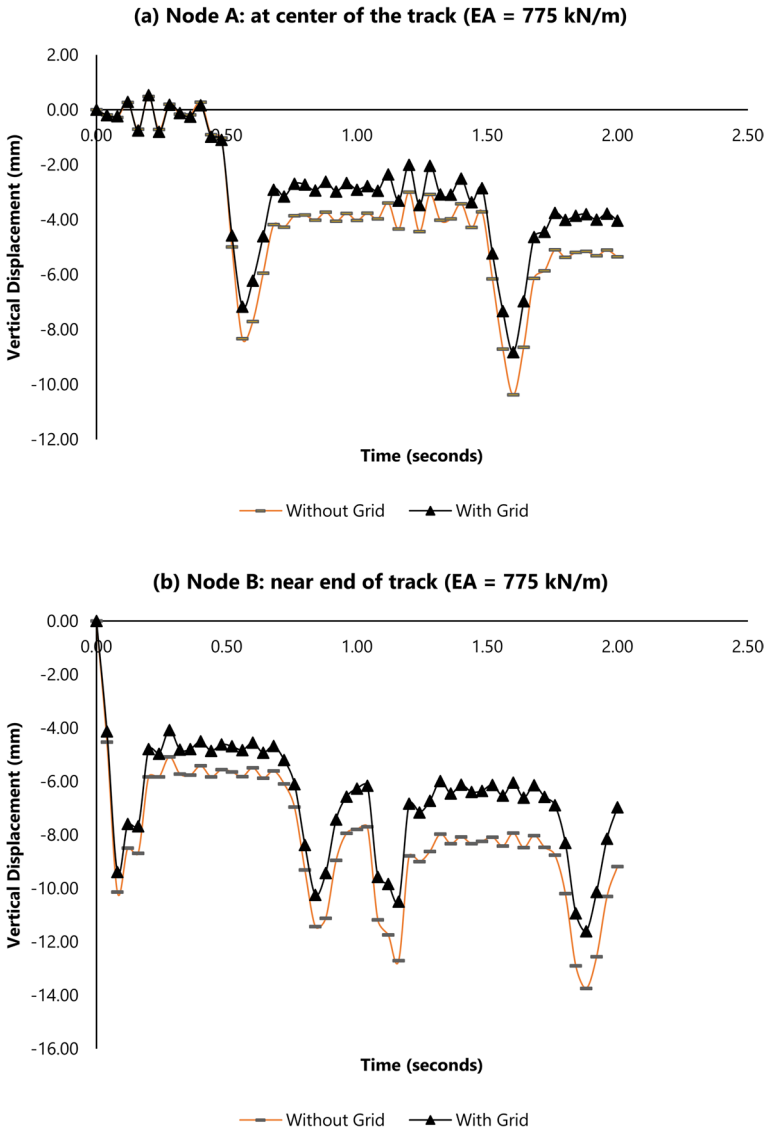 (a) Node A: at center of the track (EA = 775 kN/m)
2.00
0.00
0.00 0.50 1.00 1.50 2.00 2.50
-2.00
-4.00
-6.00
-8.00
-10.00
-12.00
Vertical Displacement (mm)
Time (seconds)
Without Grid With Grid
(b) Node B: near end of track (EA = 775 kN/m)
0.00
0.00 0.50 1.00 1.50 2.00 2.50
-2.00
-4.00
-6.00
-8.00
-10.00
-12.00
-14.00
-16.00
Vertical Displacement (mm)
Time (seconds)
Without Grid With Grid